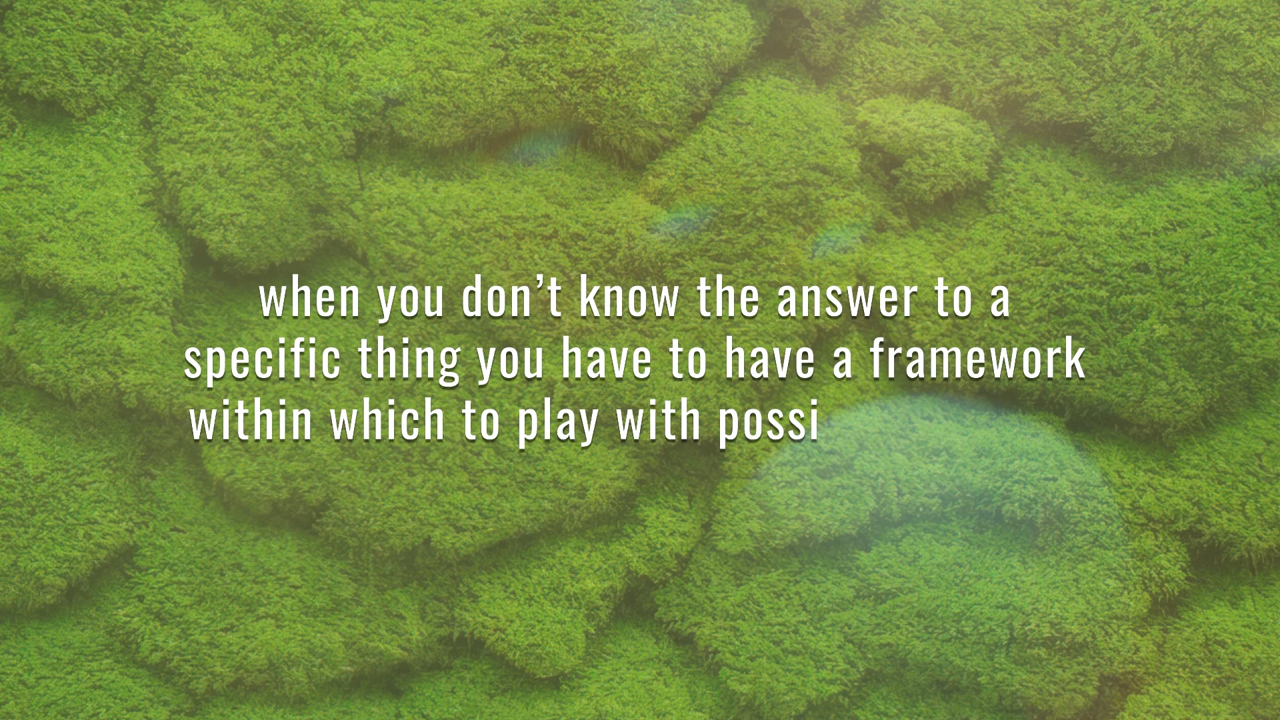 when you don’t know the answer to a
specific thing you have to have a framework
within which to play with possi